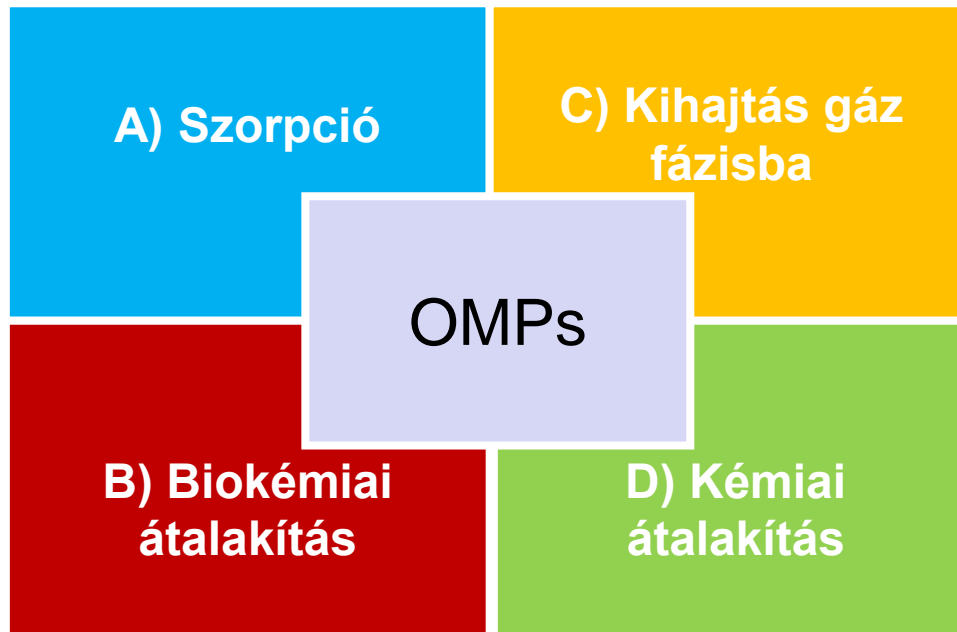 A) Szorpció
C) Kihajtás gáz
fázisba
OMPs
B) Biokémiai
átalakítás
D) Kémiai
átalakítás